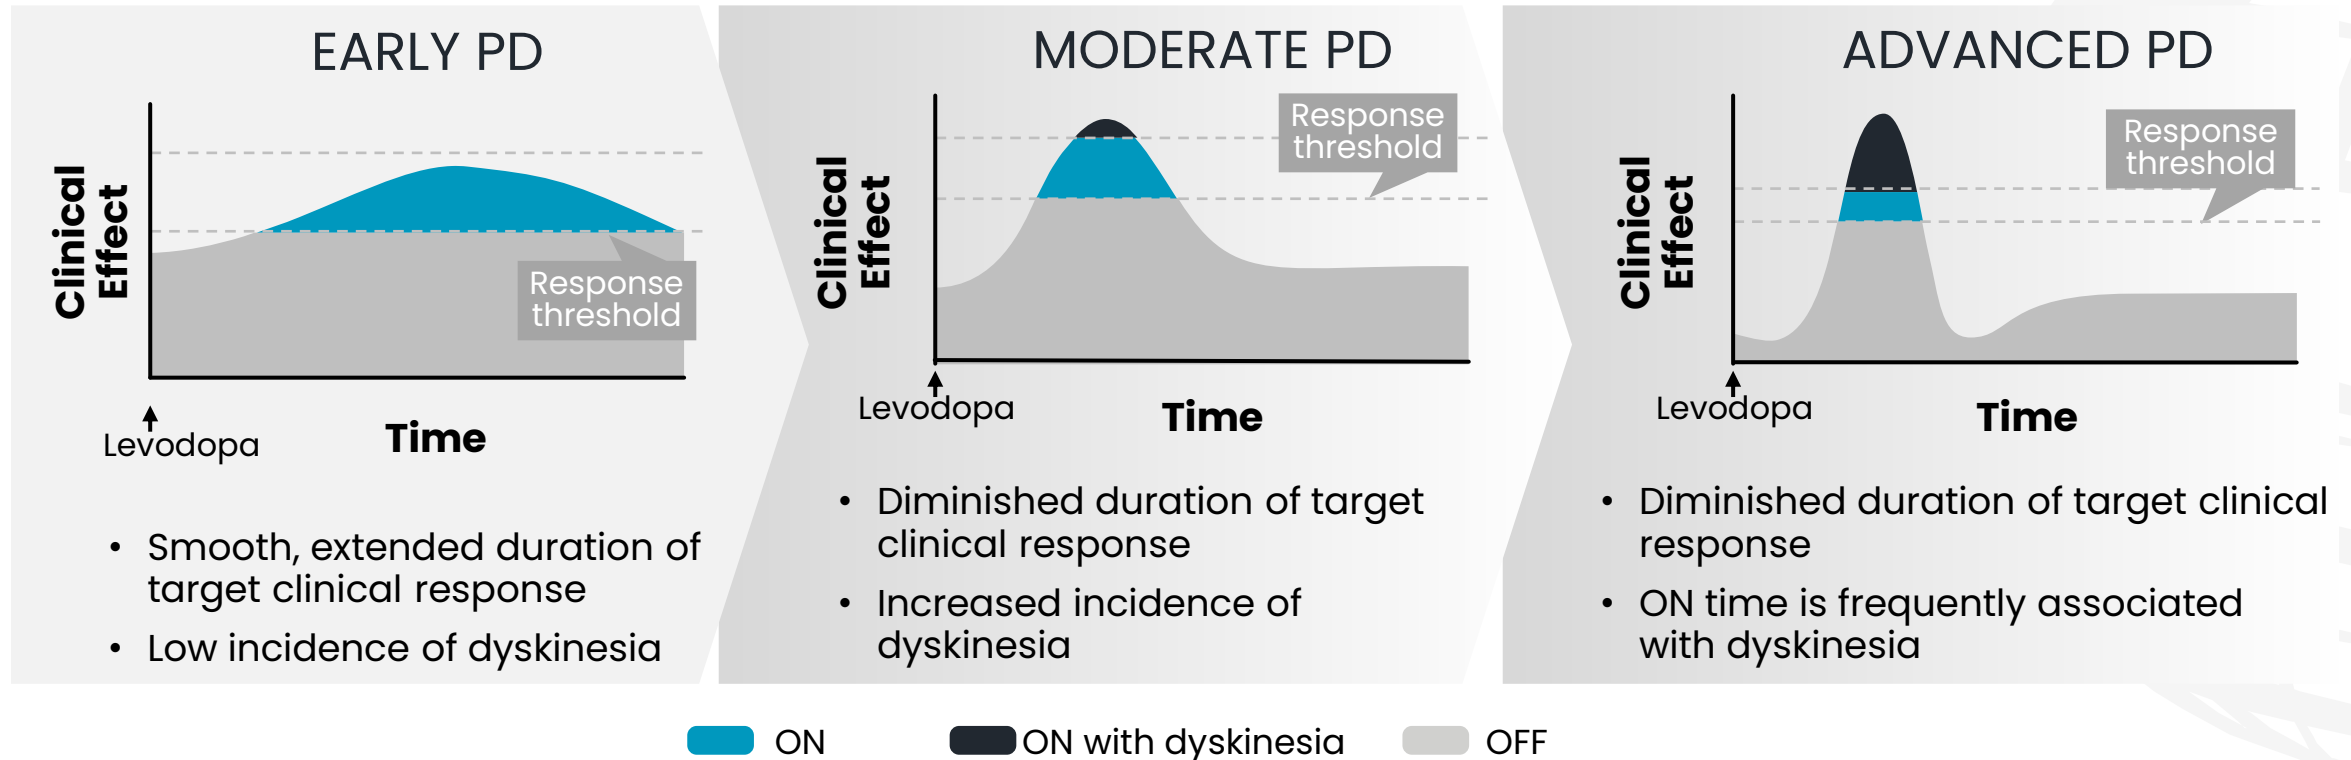 EARLY PD
Clinical
Effect
Response
threshold
Levodopa
Time
• Smooth, extended duration of
target clinical response
• Low incidence of dyskinesia
MODERATE PD
Clinical
Effect
Response
threshold
Levodopa
Time
• Diminished duration of target
clinical response
• Increased incidence of
dyskinesia
ADVANCED PD
Clinical
Effect
Response
threshold
Levodopa
Time
• Diminished duration of target clinical
response
• ON time is frequently associated
with dyskinesia
ON
ON with dyskinesia
OFF